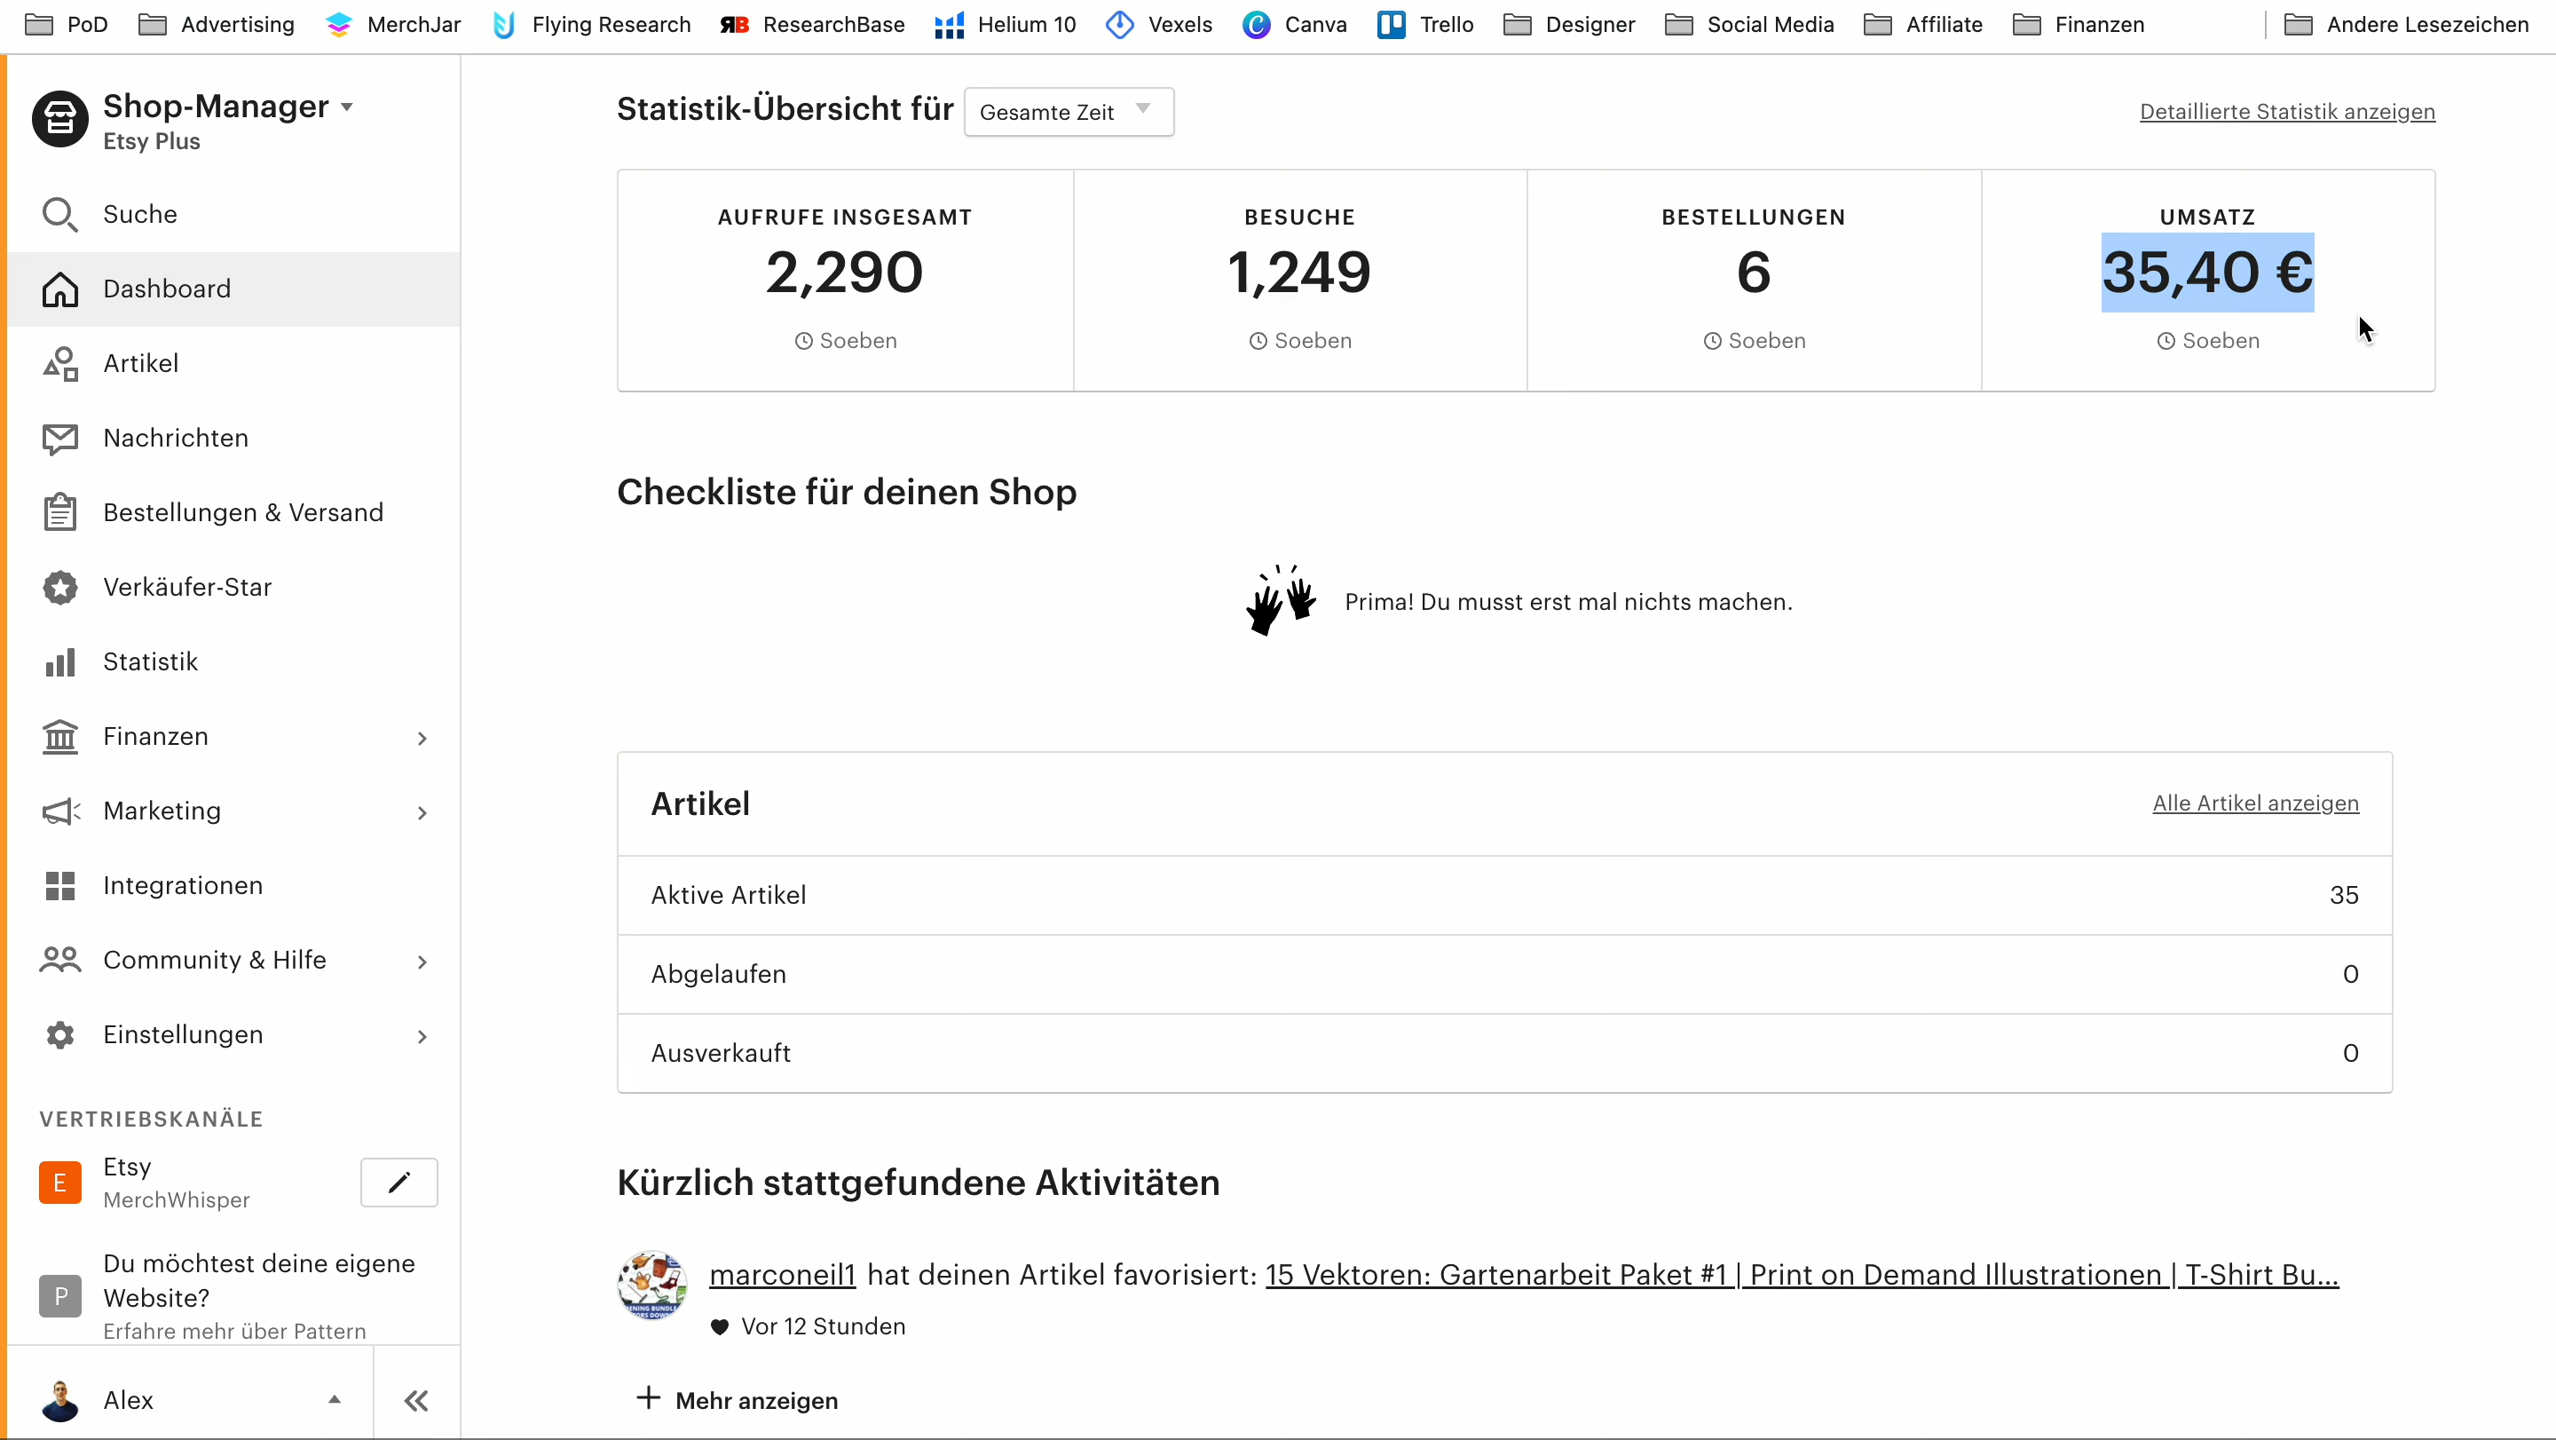 PoD Advertising MerchJar Flying Research ResearchBase Helium 10 Vexels Canva Trello Designer Social Media Affiliate Finanzen Andere Lesezeichen
Shop-Manager
Etsy Plus
Suche
Dashboard
Artikel
Nachrichten
Bestellungen & Versand
Verkäufer-Star
Statistik
Finanzen
Marketing
Integrationen
Community & Hilfe
Einstellungen
VERTRIEBSKANÄLE
E
Etsy
MerchWhisper
P
Du möchtest deine eigene
Website?
Erfahre mehr über Pattern
Alex
Statistik-Übersicht für Gesamte Zeit Detaillierte Statistik anzeigen
AUFRUFE INSGESAMT BESUCHE BESTELLUNGEN UMSATZ
2,290 1,249 6 35,40 €
Soeben Soeben Soeben Soeben
Checkliste für deinen Shop
Prima! Du musst erst mal nichts machen.
Artikel Alle Artikel anzeigen
Aktive Artikel 35
Abgelaufen 0
Ausverkauft 0
Kürzlich stattgefundene Aktivitäten
marconeil1 hat deinen Artikel favorisiert: 15 Vektoren: Gartenarbeit Paket #1 | Print on Demand Illustrationen | T-Shirt Bu...
Vor 12 Stunden
Mehr anzeigen